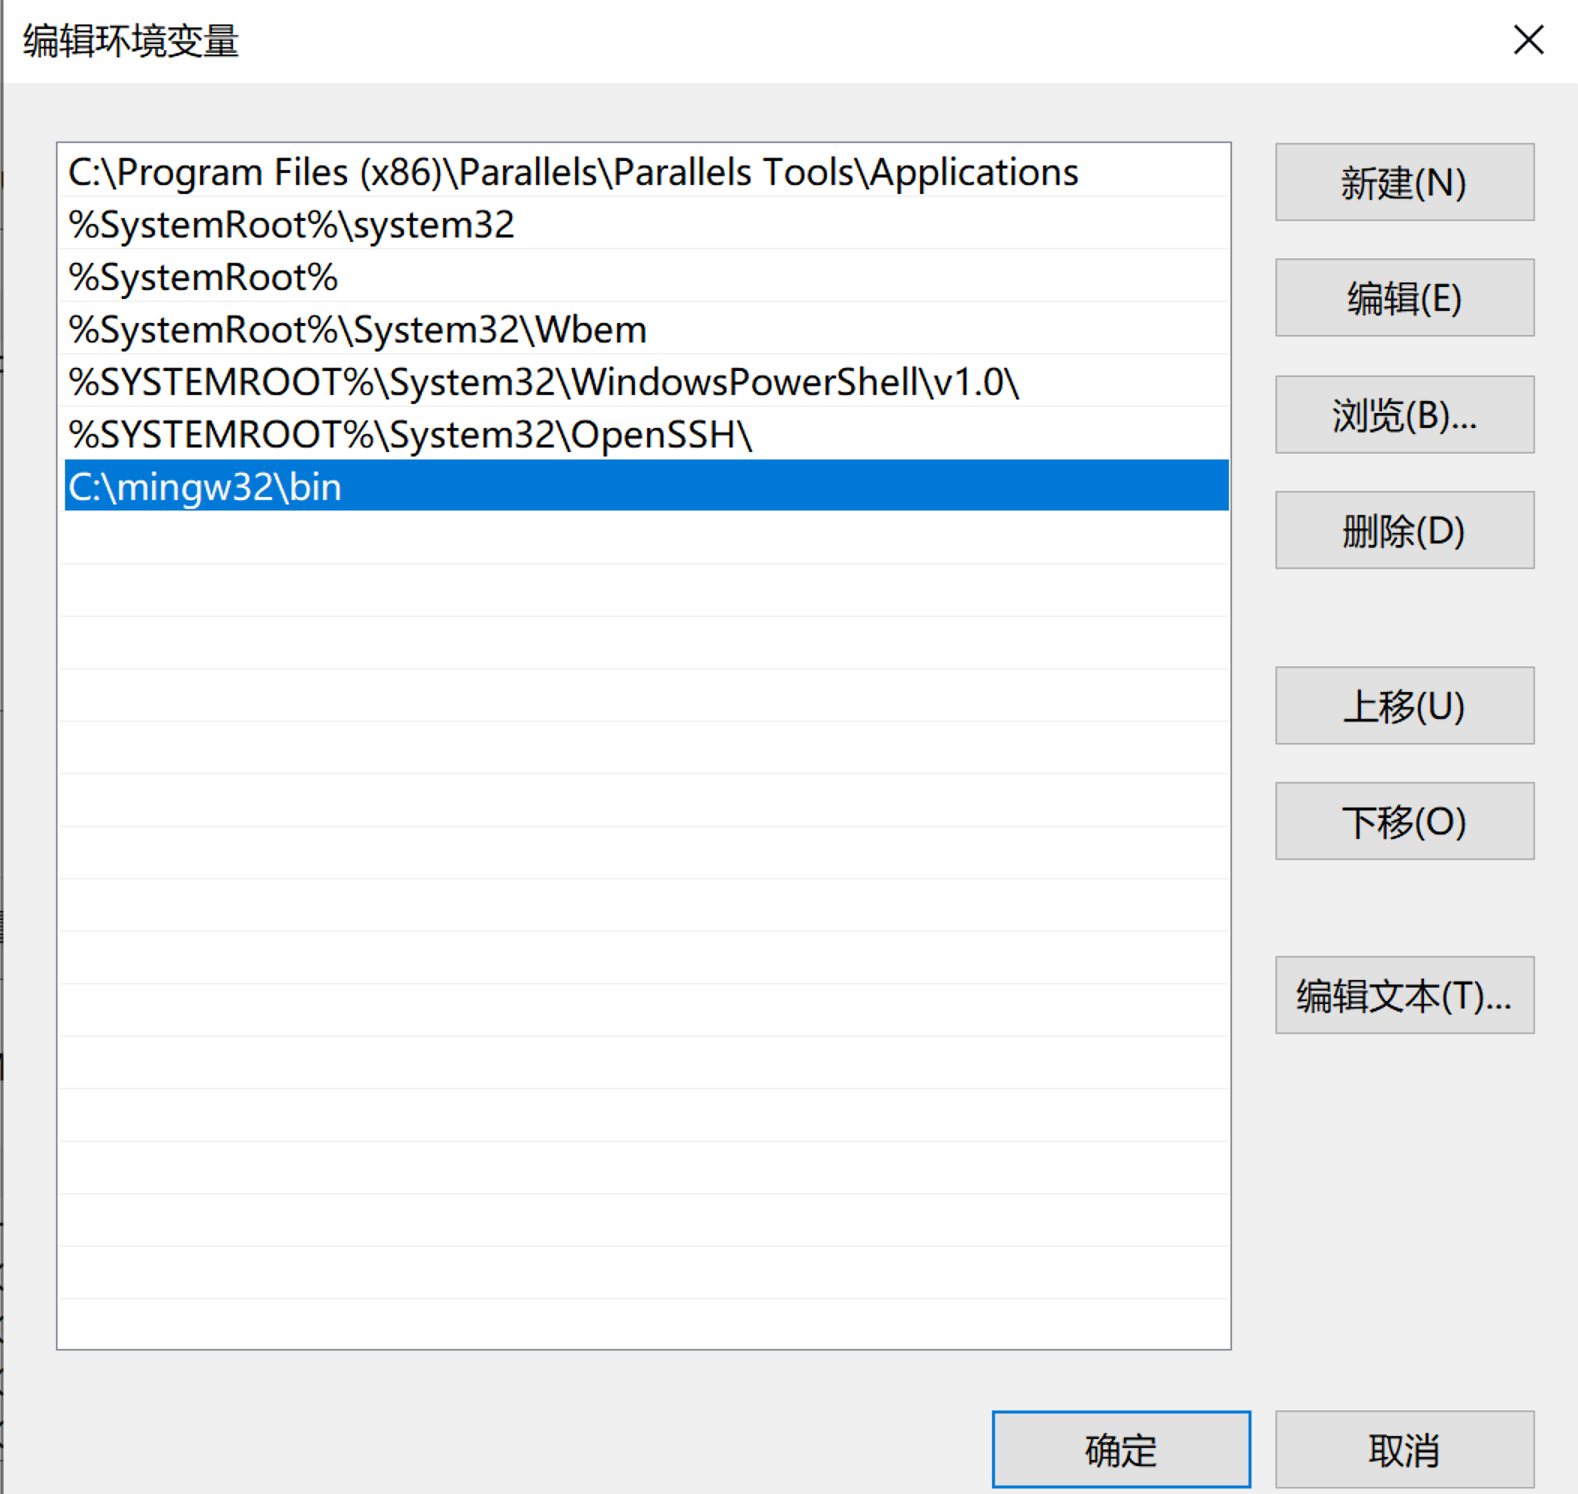 编辑环境变量
C:\Program Files (x86)\Parallels\Parallels Tools\Applications
%SystemRoot%\system32
%SystemRoot%
%SystemRoot%\System32\Wbem
%SYSTEMROOT%\System32\WindowsPowerShell\v1.0\
%SYSTEMROOT%\System32\OpenSSH\
C:\mingw32\bin
新建(N)
编辑(E)
浏览(B)...
删除(D)
上移(U)
下移(O)
编辑文本(T)...
确定
取消